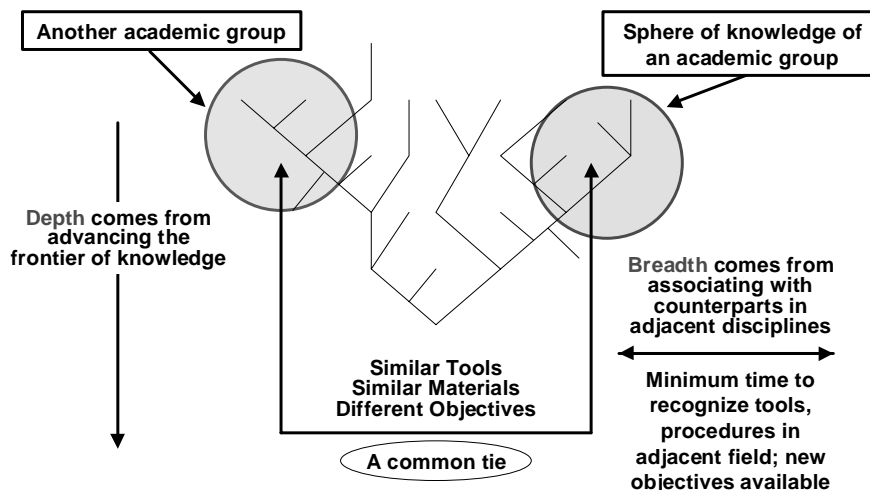 Another academic group
Sphere of knowledge of
an academic group
Depth comes from
advancing the
frontier of knowledge
Breadth comes from
associating with
counterparts in
adjacent disciplines
Similar Tools
Similar Materials
Different Objectives
A common tie
Minimum time to
recognize tools,
procedures in
adjacent field; new
objectives available